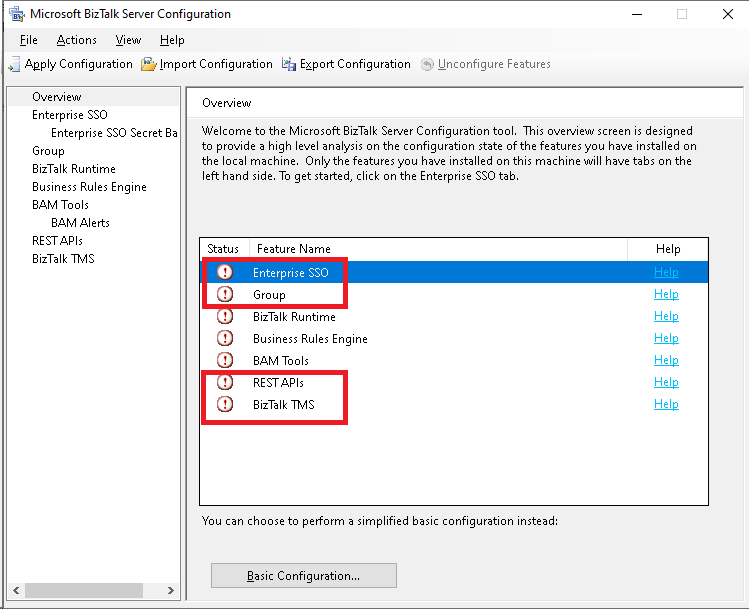 Microsoft BizTalk Server Configuration
File Actions View Help
Apply Configuration Import Configuration Export Configuration Unconfigure Features
Overview
Enterprise SSO
Enterprise SSO Secret Ba
Group
BizTalk Runtime
Business Rules Engine
BAM Tools
BAM Alerts
REST APIs
BizTalk TMS
Overview
Welcome to the Microsoft BizTalk Server Configuration tool. This overview screen is designed
to provide a high level analysis on the configuration state of the features you have installed on
the local machine. Only the features you have installed on this machine will have tabs on the
left hand side. To get started, click on the Enterprise SSO tab.
Status Feature Name Help
Enterprise SSO Help
Group Help
BizTalk Runtime Help
Business Rules Engine Help
BAM Tools Help
REST APIs Help
BizTalk TMS Help
You can choose to perform a simplified basic configuration instead:
Basic Configuration...